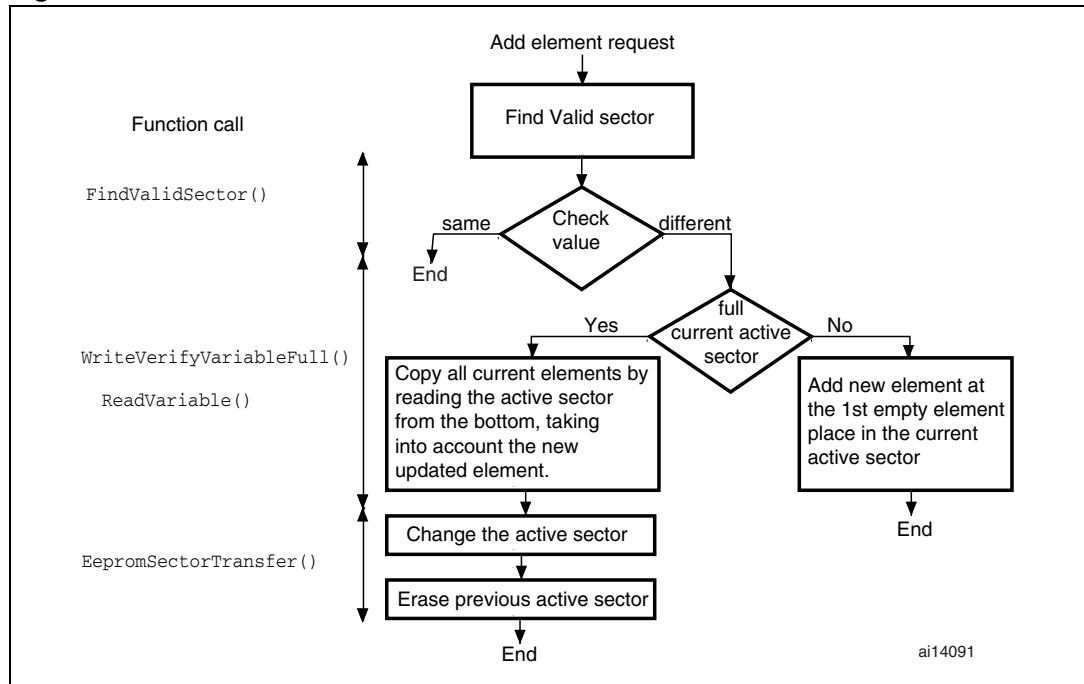 Add element request
Find Valid sector
Function call
FindValidSector()
same
Check
value
different
End
full
current active
sector
Yes
No
WriteVerifyVariableFull()
ReadVariable()
Copy all current elements by
reading the active sector
from the bottom, taking
into account the new
updated element.
Add new element at
the 1st empty element
place in the current
active sector
End
Change the active sector
EepromSectorTransfer()
Erase previous active sector
End
ai14091